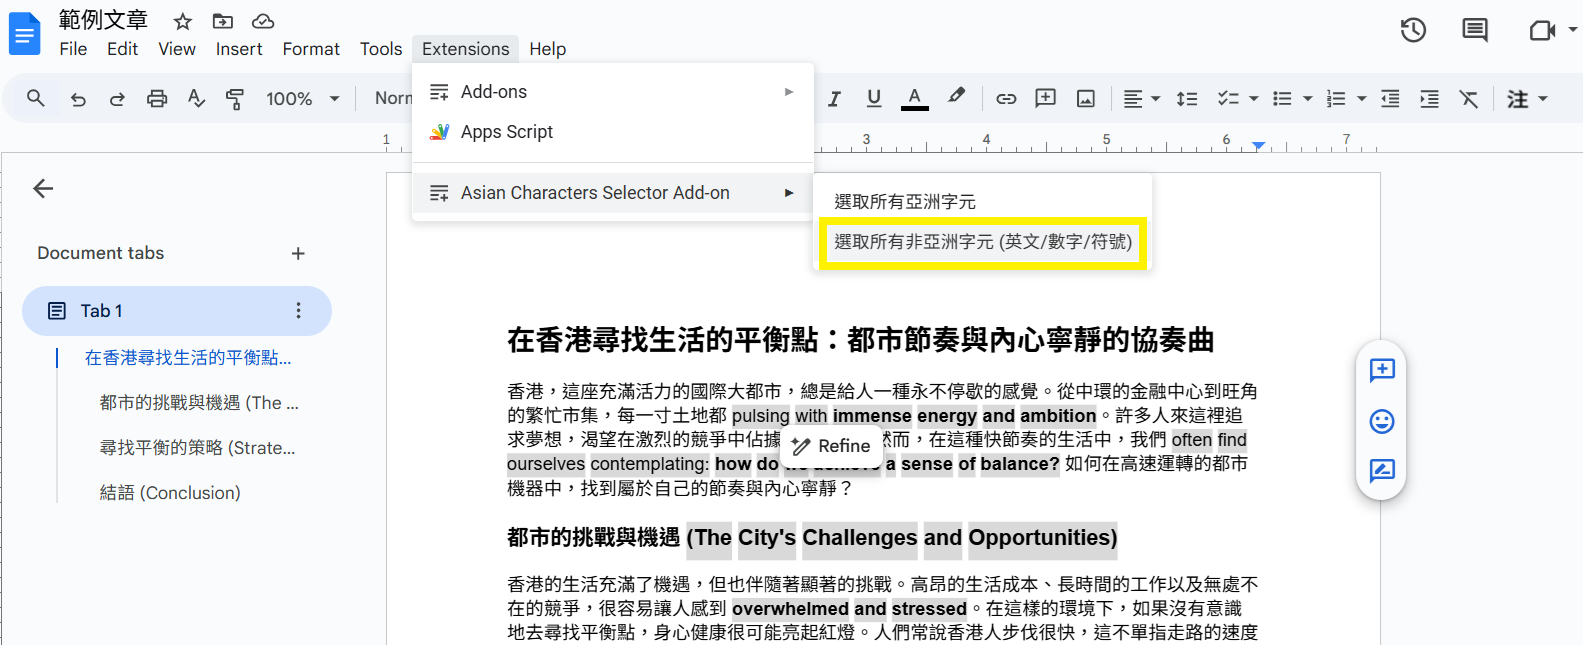 範例文章
File Edit View Insert Format Tools Extensions Help
100% Norm
A 注
Add-ons
Apps Script
Asian Characters Selector Add-on
選取所有亞洲字元
選取所有非亞洲字元 (英文/數字/符號)
1 3 4 5 6 7
Document tabs
Tab 1
在香港尋找生活的平衡點...
都市的挑戰與機遇 (The ...
尋找平衡的策略 (Strate...
結語 (Conclusion)
在香港尋找生活的平衡點：都市節奏與內心寧靜的協奏曲
香港，這座充滿活力的國際大都市，總是給人一種永不停歇的感覺。從中環的金融中心到旺角
的繁忙市集，每一寸土地都 pulsing with immense energy and ambition。許多人來這裡追
求夢想，渴望在激烈的競爭中佔據 然而，在這種快節奏的生活中，我們 often find
Refine
ourselves contemplating: how do we achieve a sense of balance? 如何在高速運轉的都市
機器中，找到屬於自己的節奏與內心寧靜？
都市的挑戰與機遇 (The City's Challenges and Opportunities)
香港的生活充滿了機遇，但也伴隨著顯著的挑戰。高昂的生活成本、長時間的工作以及無處不
在的競爭，很容易讓人感到 overwhelmed and stressed。在這樣的環境下，如果沒有意識
地去尋找平衡點，身心健康很可能亮起紅燈。人們常說香港人步伐很快，這不單指走路的速度